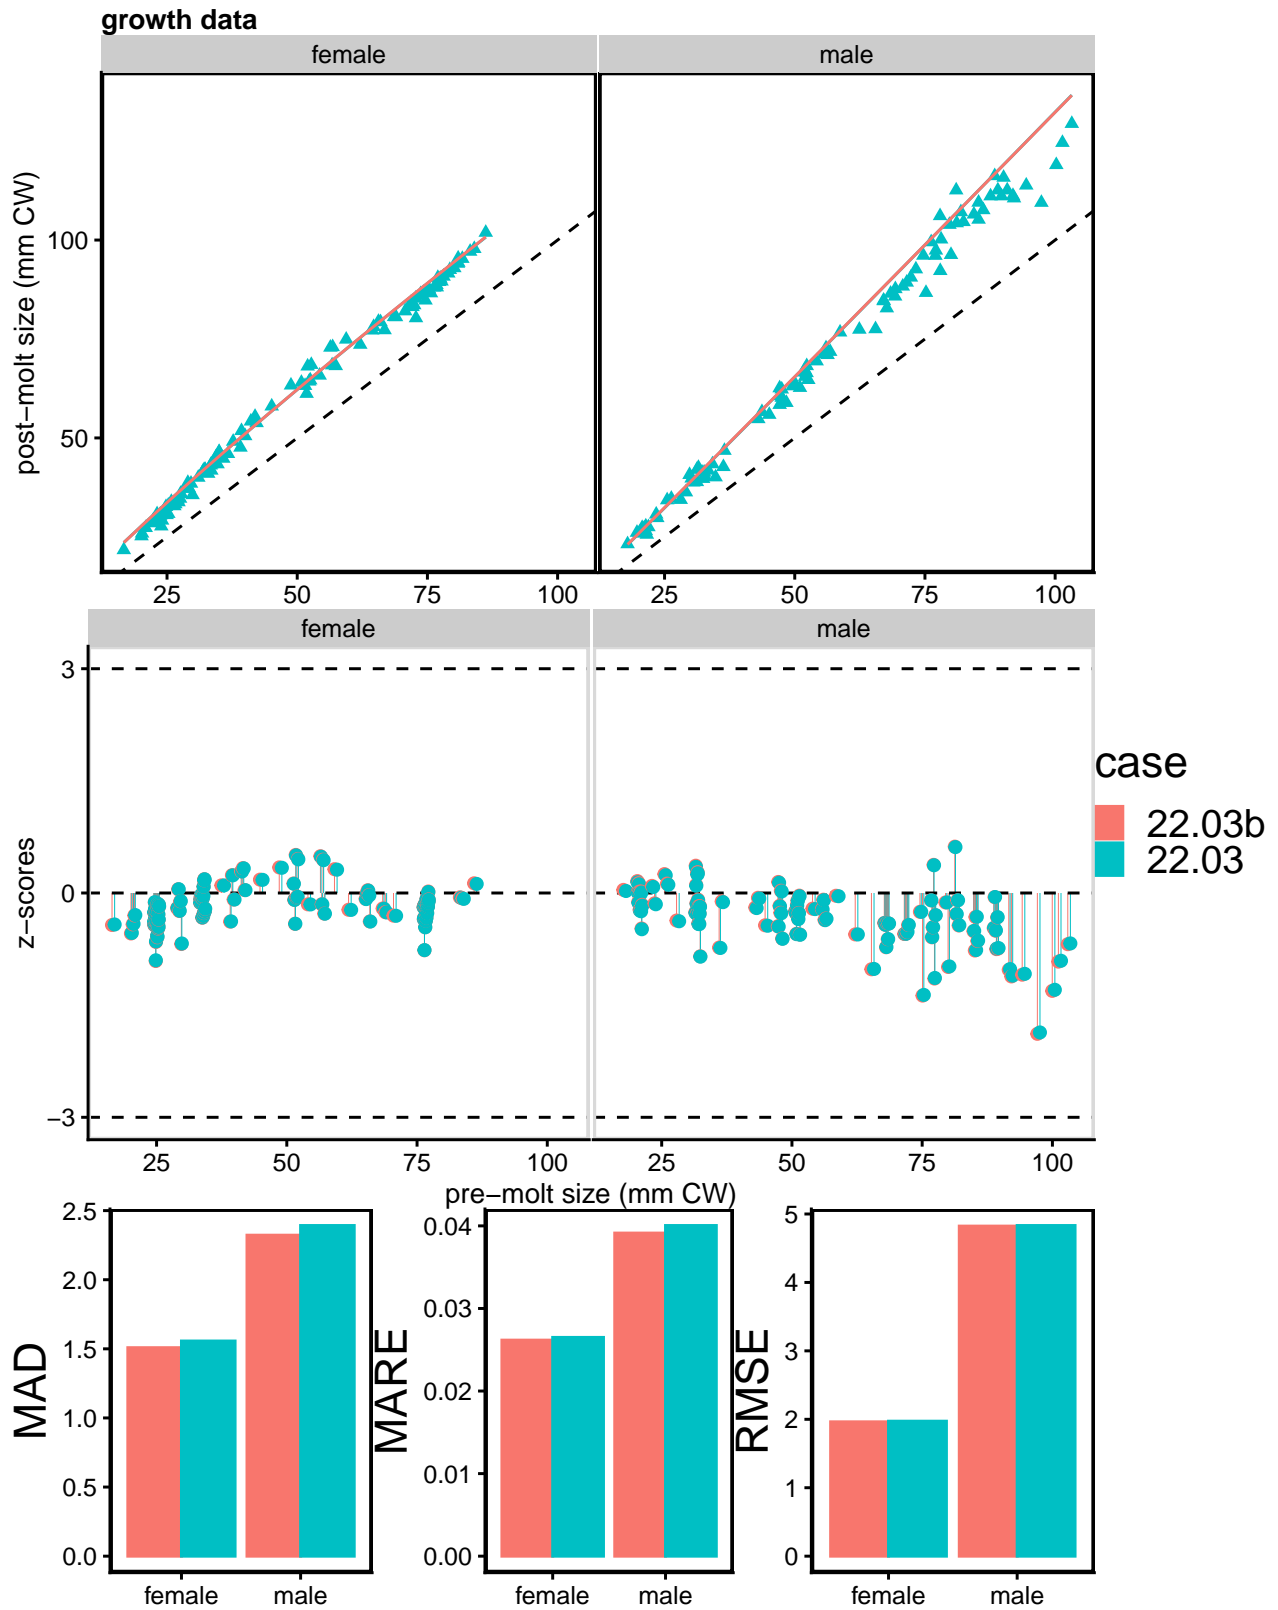 growth data
female
male
post−molt size (mm CW)
100
50
25
50
75
100
25
50
75
100
female
male
z−scores
3
0
−3
25
50
75
100
25
50
75
100
pre−molt size (mm CW)
case
22.03b
22.03
MAD
2.5
2.0
1.5
1.0
0.5
0.0
female
male
MARE
0.04
0.03
0.02
0.01
0.00
female
male
RMSE
5
4
3
2
1
0
female
male